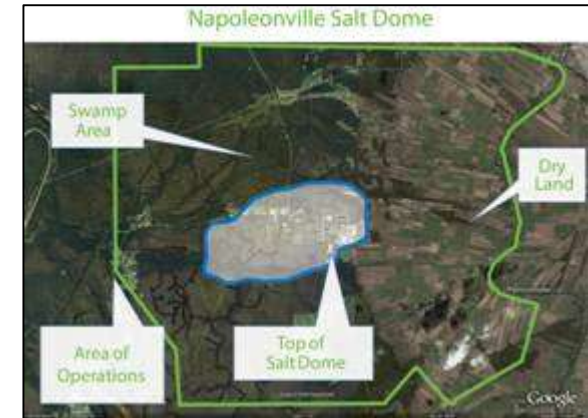 Napoleonville Salt Dome
Swamp
Area
Dry
Land
Area of
Operations
Top of
Salt Dome
Google